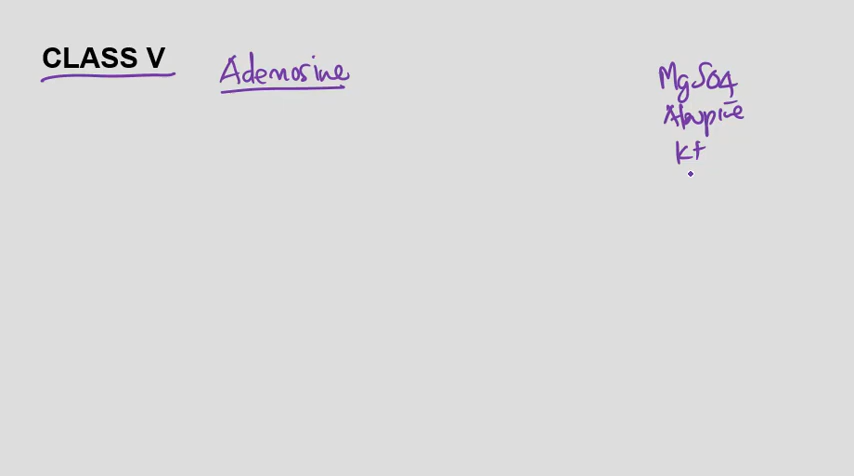 CLASS V
Adenosine
MgSO4
Atropine
K+